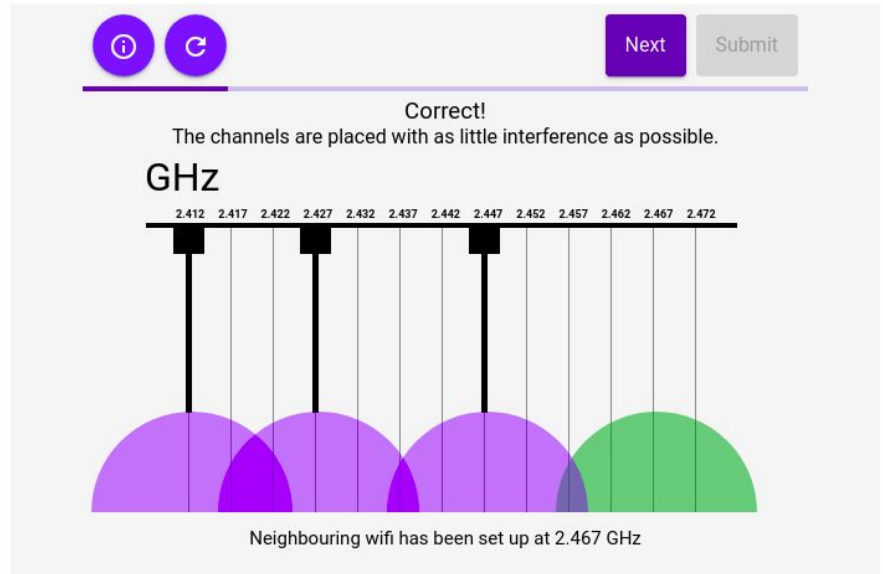 Next
Submit
Correct!
The channels are placed with as little interference as possible.
GHz
2.412 2.417 2.422 2.427 2.432 2.437 2.442 2.447 2.452 2.457 2.462 2.467 2.472
Neighbouring wifi has been set up at 2.467 GHz